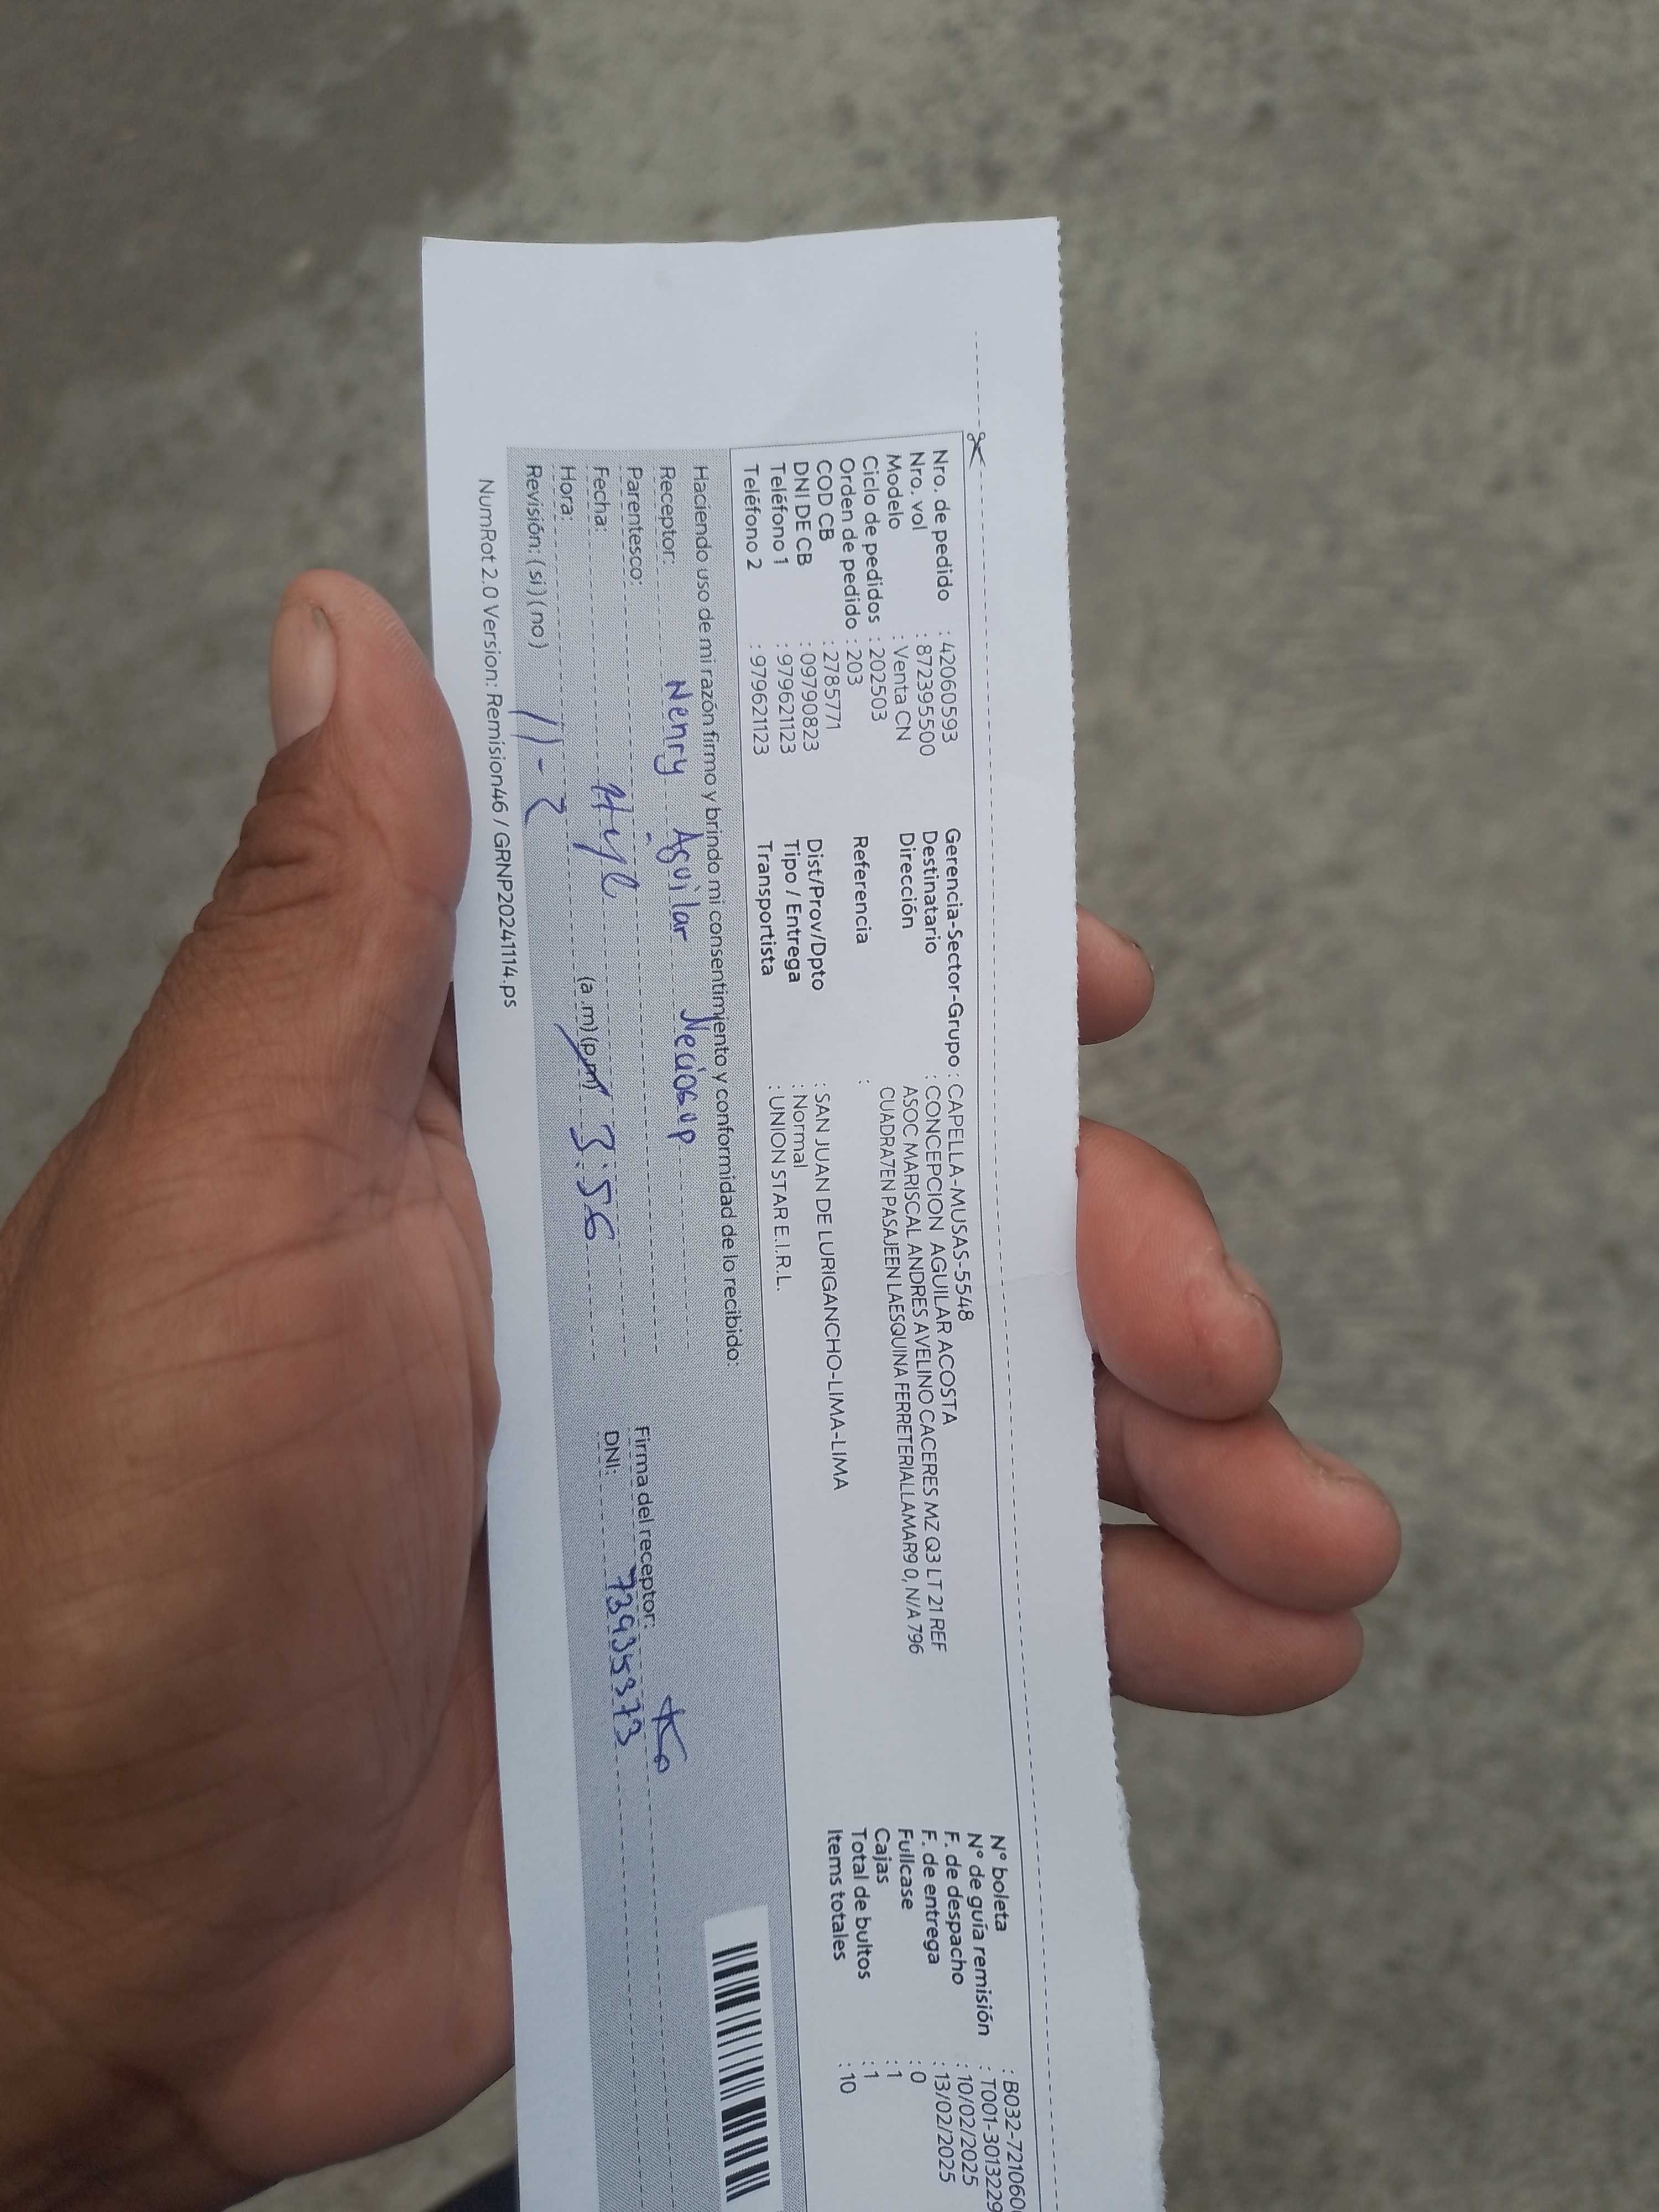 Nro. de pedido : 42060593
Nro. vol : 872395500
Modelo : Venta CN
Ciclo de pedidos : 202503
Orden de pedido : 203
COD CB : 2785771
DNI DE CB : 09790823
Teléfono 1 : 979621123
Teléfono 2 : 979621123
Gerencia-Sector-Grupo : CAPELLA-MUSAS-5548
Destinatario : CONCEPCION AGUILAR ACOSTA
Dirección ASOC MARISCAL ANDRES AVELINO CACERES MZ Q3 LT 21 REF
CUADRA7EN PASAJEEN LAESQUINA FERRETERIALLAMAR9 0, N/A 796
Referencia :
Dist/Prov/Dpto : SAN JUAN DE LURIGANCHO-LIMA-LIMA
Tipo / Entrega : Normal
Transportista : UNION STAR E.I.R.L.
N° boleta : B032-721060
N° de guía remisión : T001-3013229
F. de despacho : 10/02/2025
F. de entrega : 13/02/2025
Fullcase : 0
Cajas : 1
Total de bultos : 1
Items totales : 10
Haciendo uso de mi razón firmo y brindo mi consentimiento y conformidad de lo recibido:
Receptor: Henry Aguilar
Parentesco:
Fecha:
Hora: (a.m)(p.m) 3:56
Revisión: (si)(no) 11-2
Firma del receptor:
DNI: 73935373
NumRot 2.0 Version: Remision46 / GRNP20241114.ps